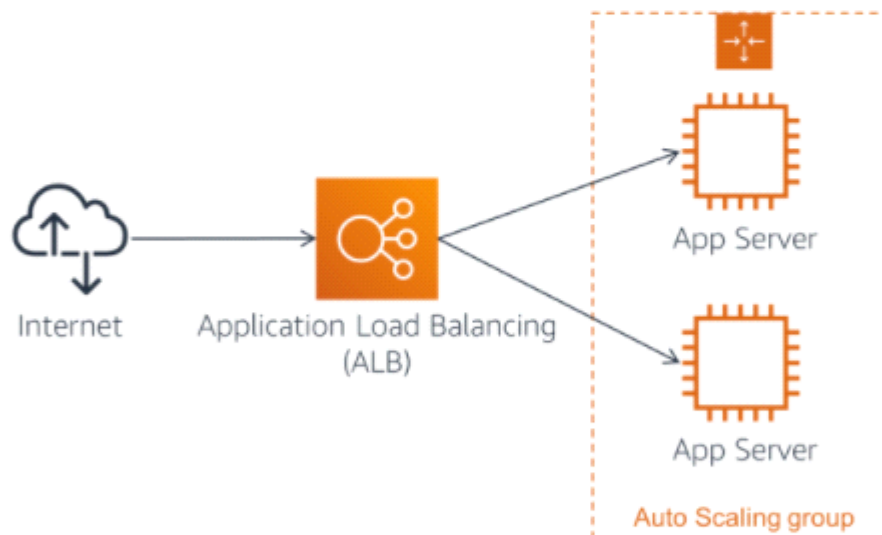 Internet
Application Load Balancing
(ALB)
App Server
App Server
Auto Scaling group